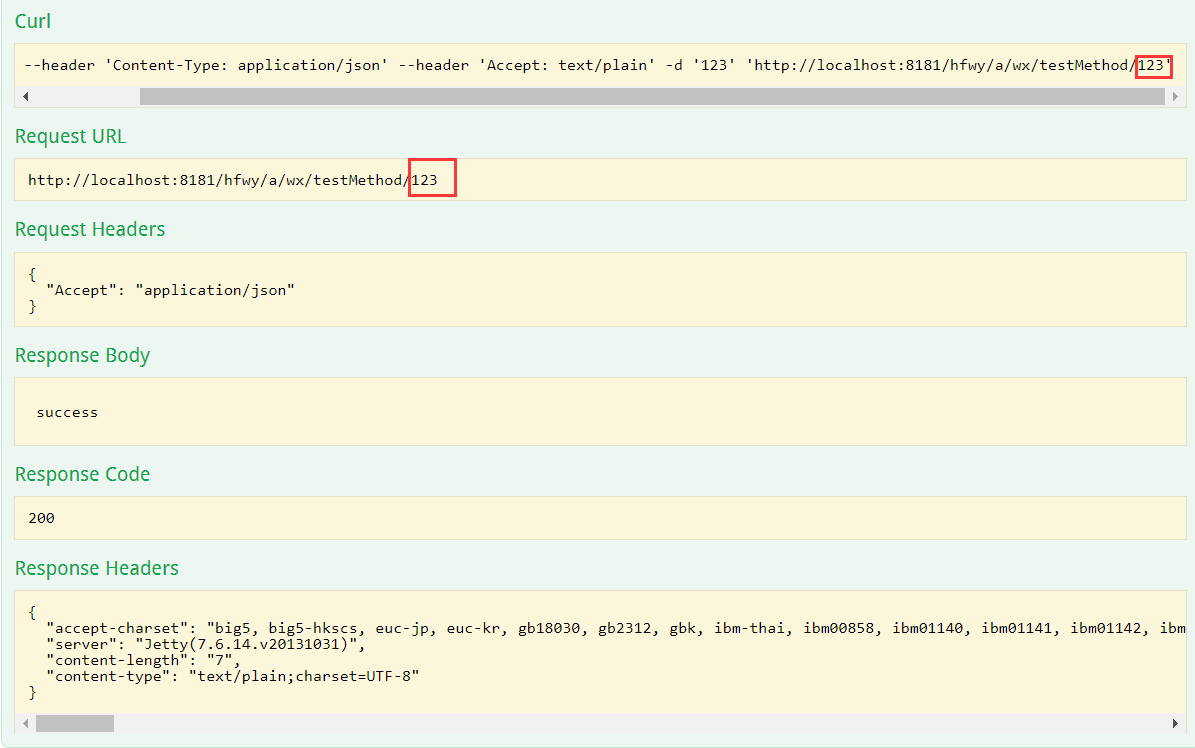 Curl
--header 'Content-Type: application/json' --header 'Accept: text/plain' -d '123' 'http://localhost:8181/hfwy/a/wx/testMethod/123'
Request URL
http://localhost:8181/hfwy/a/wx/testMethod/123
Request Headers
{
  "Accept": "application/json"
}
Response Body
success
Response Code
200
Response Headers
{
  "accept-charset": "big5, big5-hkscs, euc-jp, euc-kr, gb18030, gb2312, gbk, ibm-thai, ibm00858, ibm01140, ibm01141, ibm01142, ibm
  "server": "Jetty(7.6.14.v20131031)",
  "content-length": "7",
  "content-type": "text/plain;charset=UTF-8"
}